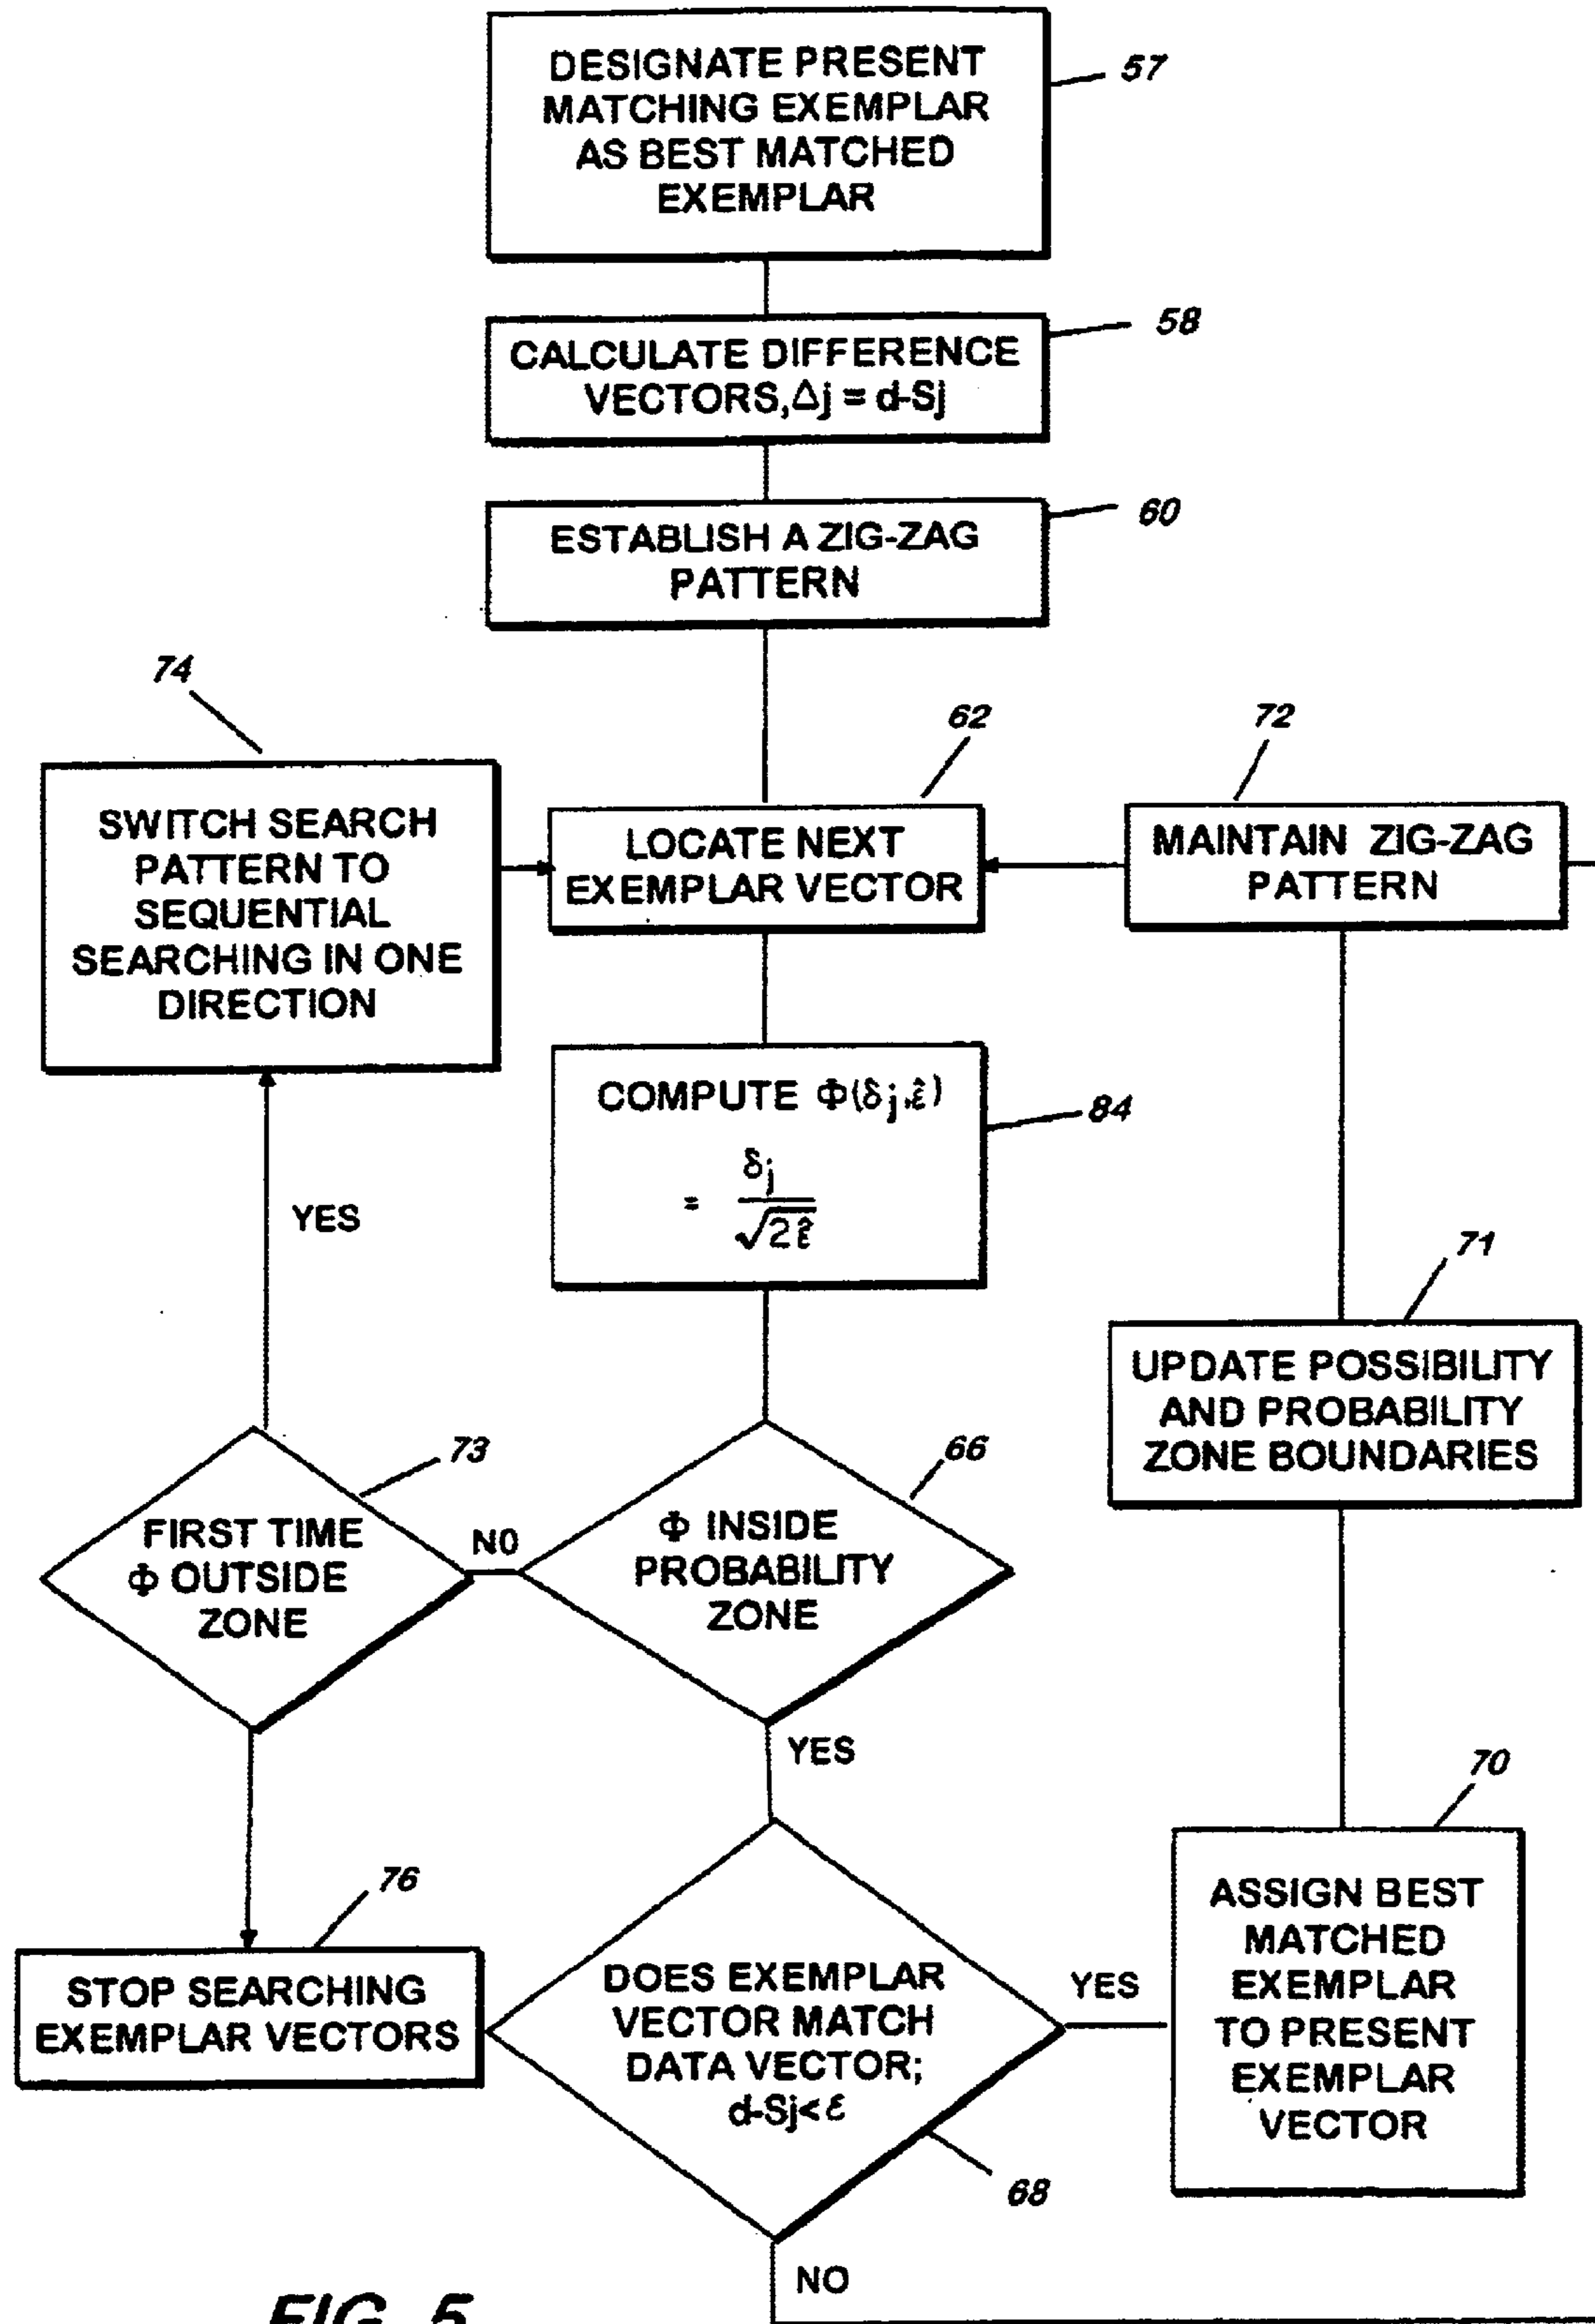 DESIGNATE PRESENT
MATCHING EXEMPLAR
AS BEST MATCHED
EXEMPLAR
57
CALCULATE DIFFERENCE
VECTORS,Δj = d-Sj
58
ESTABLISH A ZIG-ZAG
PATTERN
60
74
SWITCH SEARCH
PATTERN TO
SEQUENTIAL
SEARCHING IN ONE
DIRECTION
62
LOCATE NEXT
EXEMPLAR VECTOR
72
MAINTAIN ZIG-ZAG
PATTERN
COMPUTE Φ(δj,ε̂)
= δj
√2ε̂
84
YES
71
UPDATE POSSIBILITY
AND PROBABILITY
ZONE BOUNDARIES
73
FIRST TIME
Φ OUTSIDE
ZONE
NO
66
Φ INSIDE
PROBABILITY
ZONE
YES
76
STOP SEARCHING
EXEMPLAR VECTORS
DOES EXEMPLAR
VECTOR MATCH
DATA VECTOR;
d-Sj<ε
68
YES
70
ASSIGN BEST
MATCHED
EXEMPLAR
TO PRESENT
EXEMPLAR
VECTOR
NO
FIG. 5